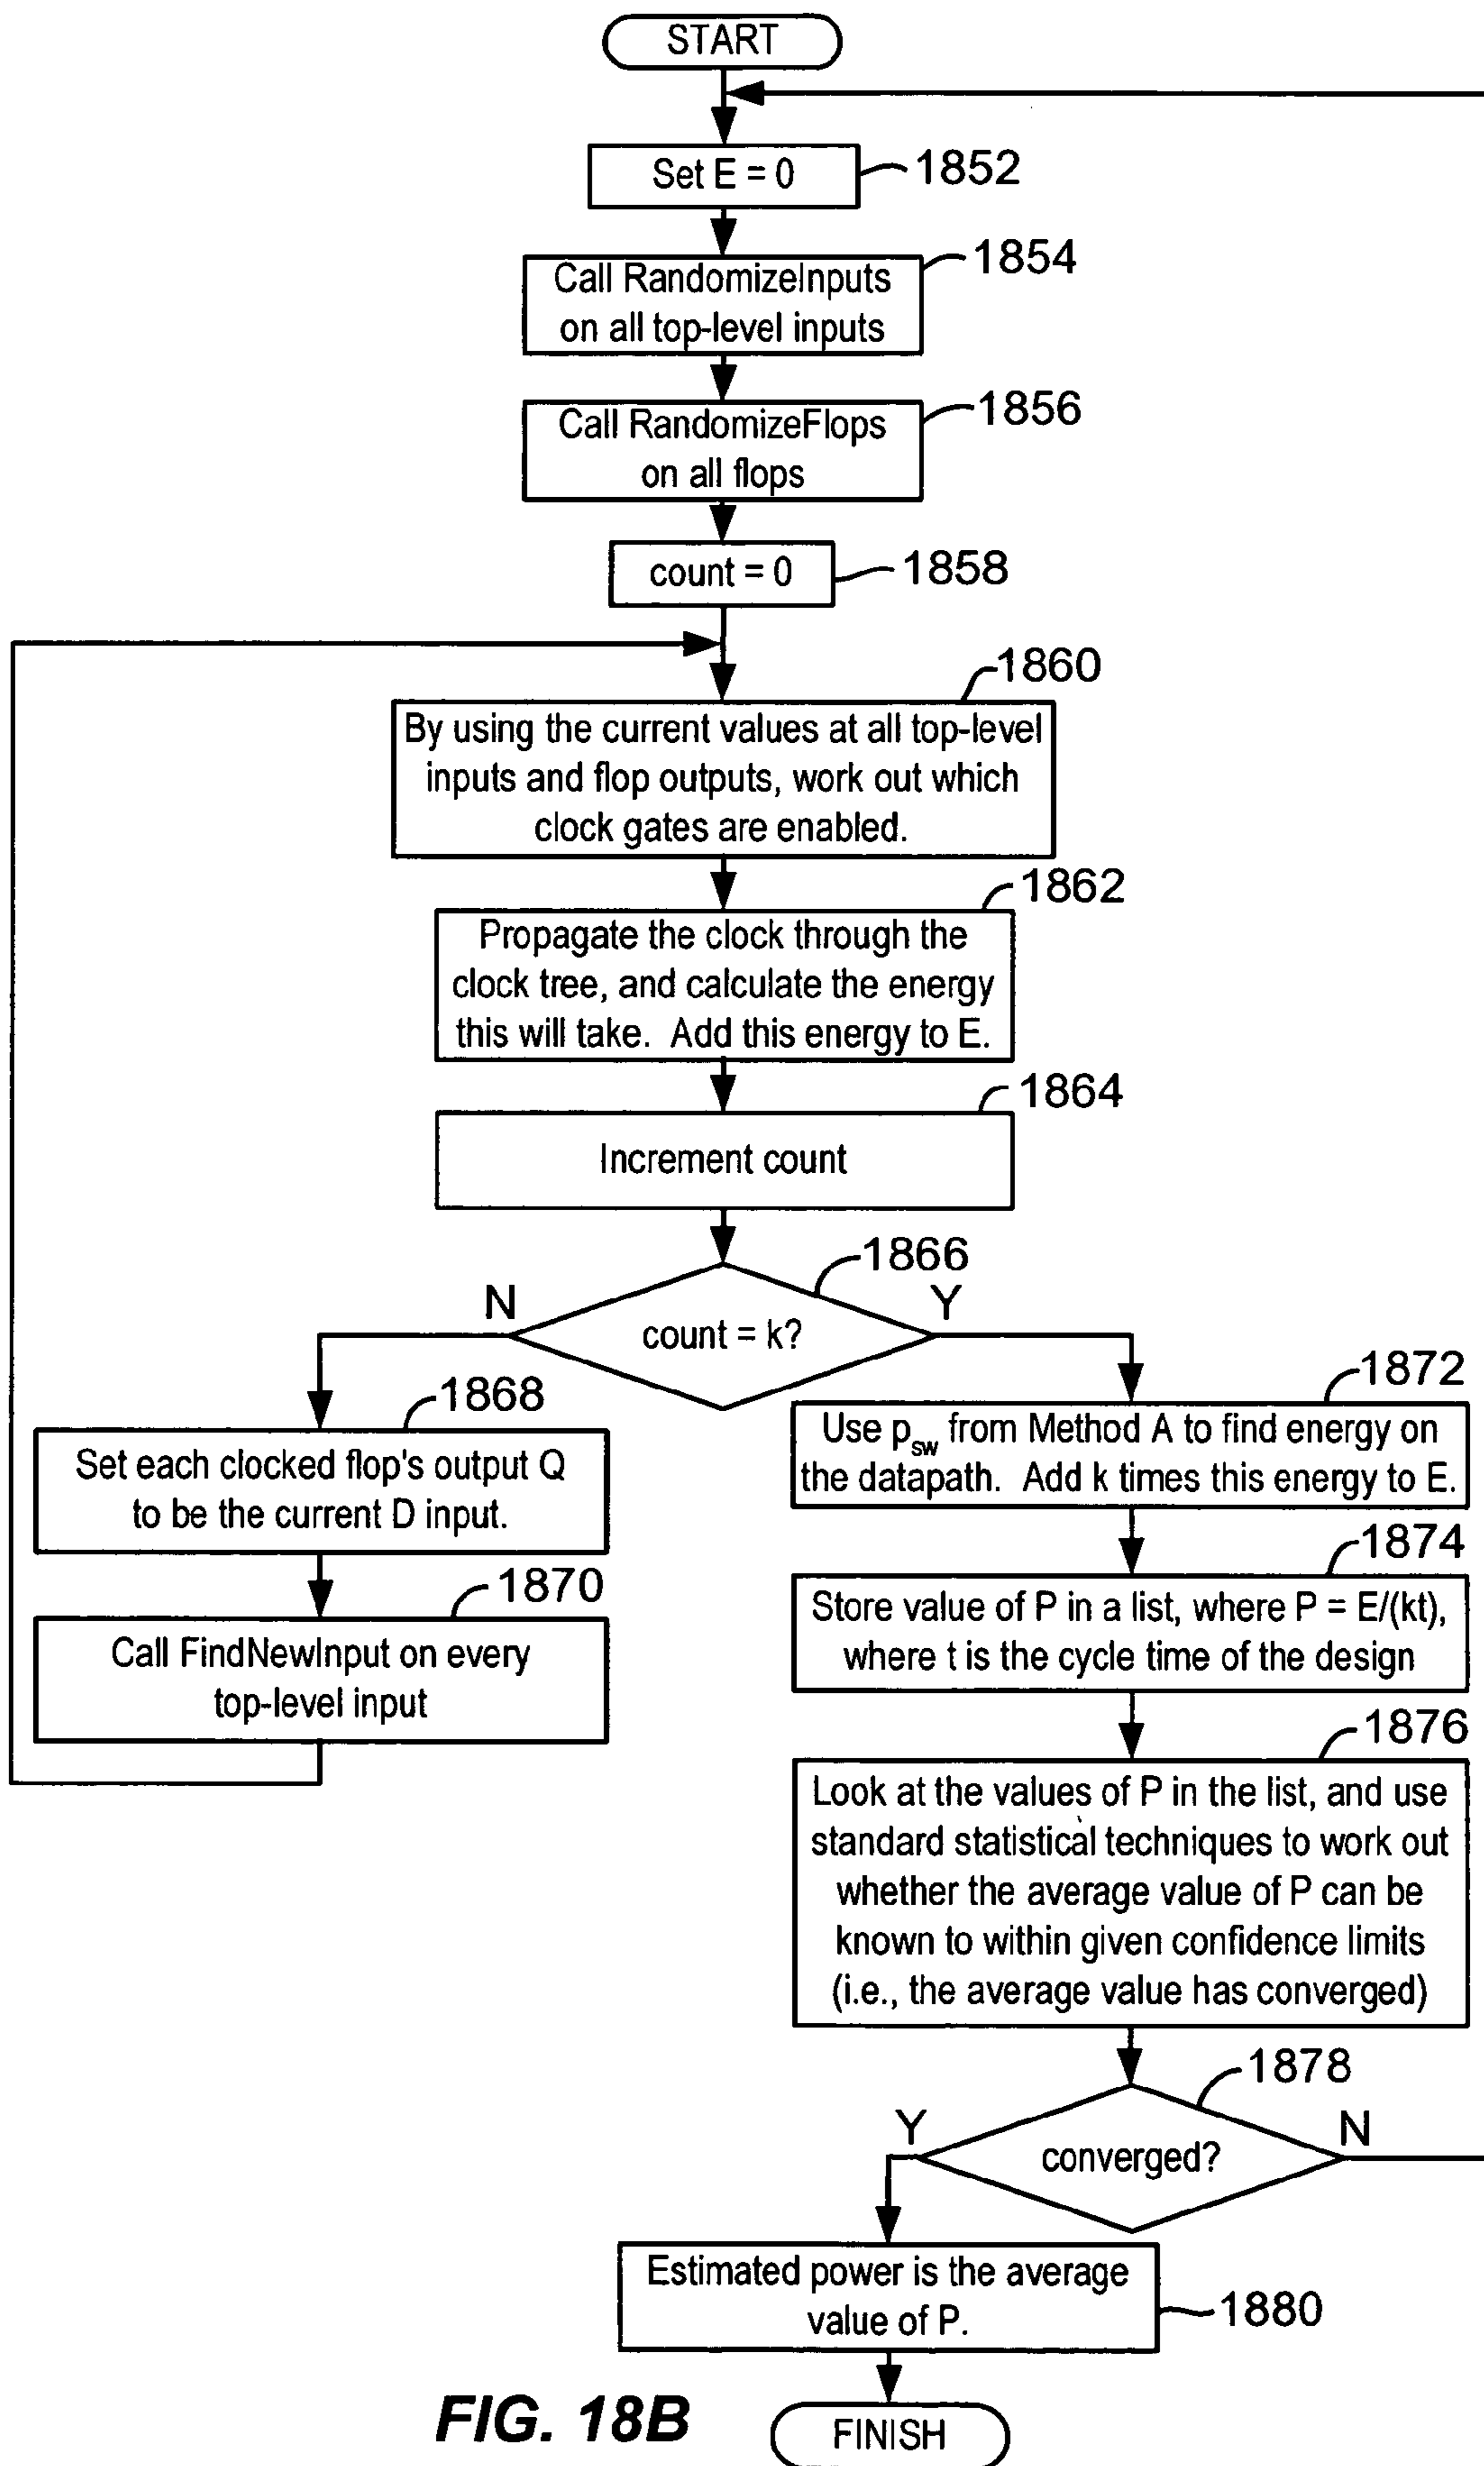 START
Set E = 0
1852
Call RandomizeInputs
on all top-level inputs
1854
Call RandomizeFlops
on all flops
1856
count = 0
1858
1860
By using the current values at all top-level
inputs and flop outputs, work out which
clock gates are enabled.
1862
Propagate the clock through the
clock tree, and calculate the energy
this will take. Add this energy to E.
1864
Increment count
1866
N
Y
count = k?
1868
Set each clocked flop's output Q
to be the current D input.
1870
Call FindNewInput on every
top-level input
1872
Use psw from Method A to find energy on
the datapath. Add k times this energy to E.
1874
Store value of P in a list, where P = E/(kt),
where t is the cycle time of the design
1876
Look at the values of P in the list, and use
standard statistical techniques to work out
whether the average value of P can be
known to within given confidence limits
(i.e., the average value has converged)
1878
Y
N
converged?
Estimated power is the average
value of P.
1880
FINISH
FIG. 18B